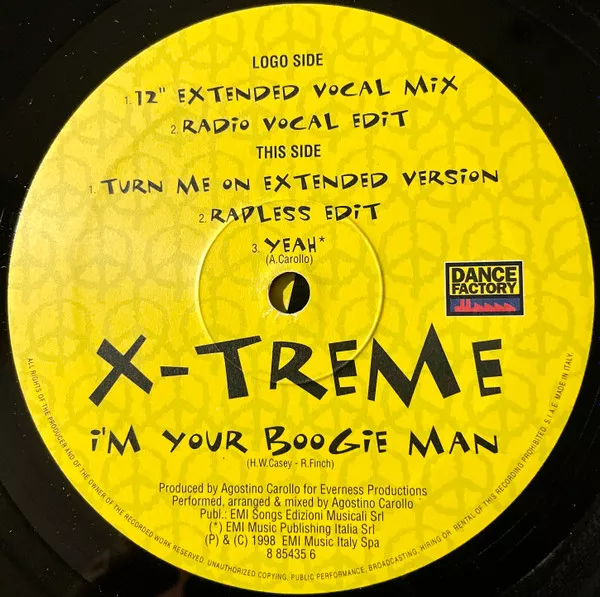 LOGO SIDE
1. 12" EXTENDED VOCAL MIX
2. RADIO VOCAL EDIT
THIS SIDE
1. TURN ME ON EXTENDED VERSION
2. RAPLESS EDIT
3. YEAH*
(A.Carollo)
DANCE
FACTORY
X-TREME
I'M YOUR BOOGIE MAN
(H.W.Casey - R.Finch)
Produced by Agostino Carollo for Everness Productions
Performed, arranged & mixed by Agostino Carollo
Publ.: EMI Songs Edizioni Musicali Srl
(*) EMI Music Publishing Italia Srl
(P) & (C) 1998 EMI Music Italy Spa
8 85435 6
ALL RIGHTS OF THE PRODUCER AND OF THE OWNER OF THE RECORDED WORK RESERVED. UNAUTHORIZED COPYING, PUBLIC PERFORMANCE, BROADCASTING, HIRING OR RENTAL OF THIS RECORDING PROHIBITED. S.I.A.E. MADE IN ITALY.